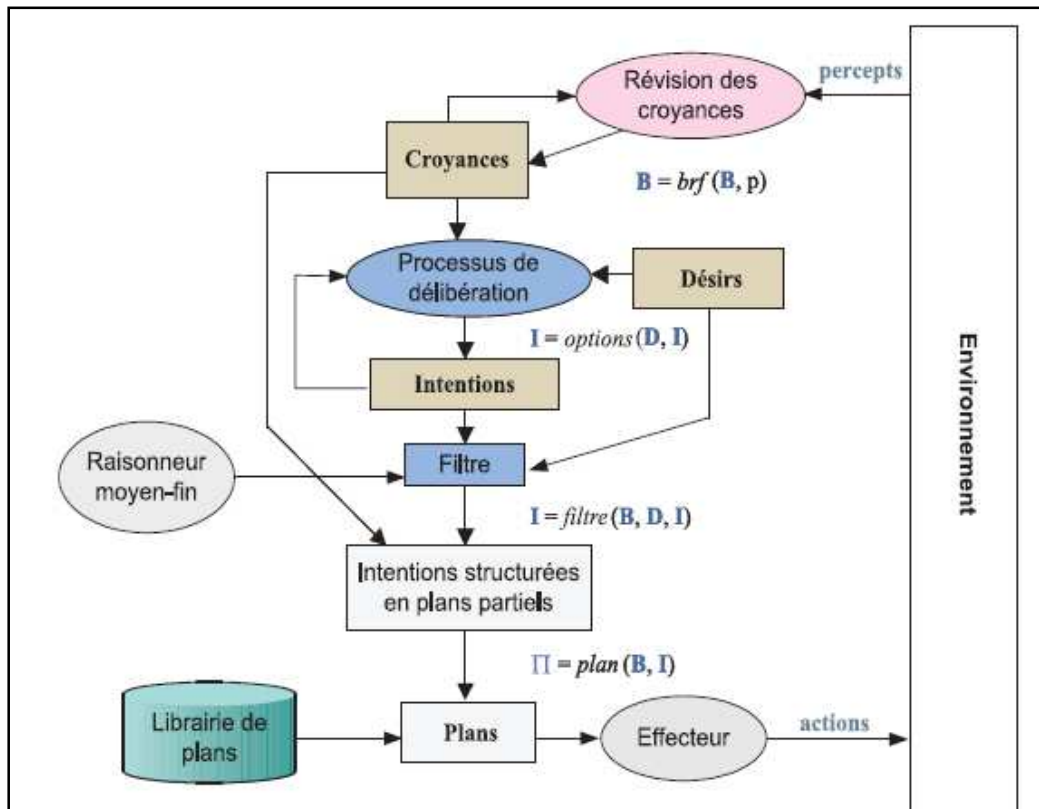 Révision des
croyances
percepts
Croyances
B = brf (B, p)
Processus de
délibération
Désirs
I = options (D, I)
Intentions
Environnement
Raisonneur
moyen-fin
Filtre
I = filtre (B, D, I)
Intentions structurées
en plans partiels
∏ = plan (B, I)
Librairie de
plans
Plans
Effecteur
actions